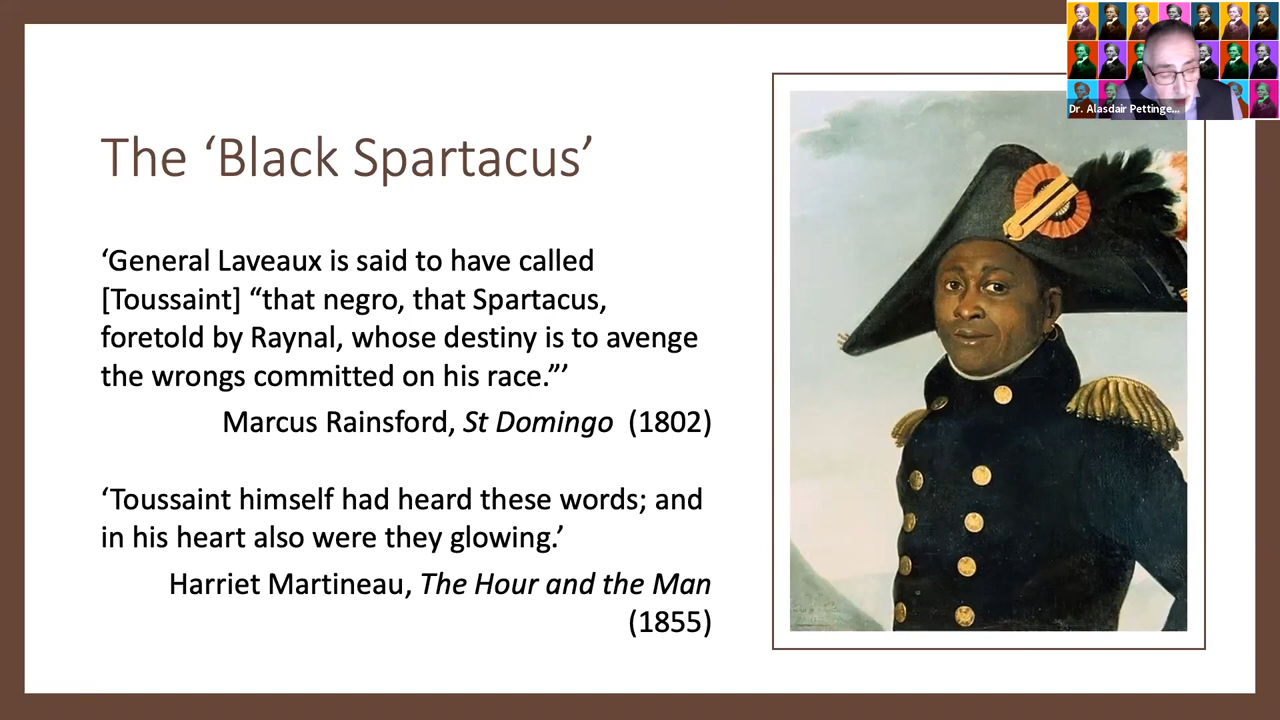 The ‘Black Spartacus’
‘General Laveaux is said to have called
[Toussaint] “that negro, that Spartacus,
foretold by Raynal, whose destiny is to avenge
the wrongs committed on his race.”’
Marcus Rainsford, St Domingo (1802)
‘Toussaint himself had heard these words; and
in his heart also were they glowing.’
Harriet Martineau, The Hour and the Man
(1855)
Dr. Alasdair Pettinge...